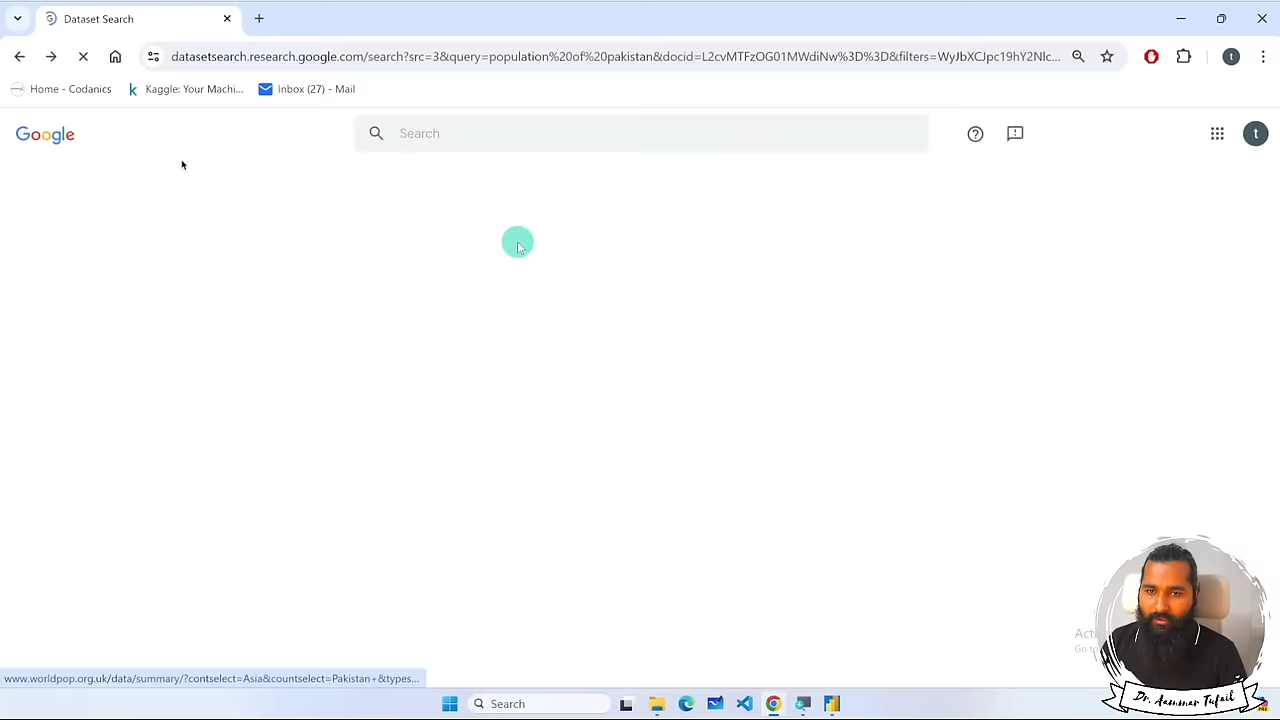 Dataset Search
datasetsearch.research.google.com/search?src=3&query=population%20of%20pakistan&docid=L2cvMTFzOG01MWdiNw%3D%3D&filters=WyJbXCJpc19hY2Nlc...
t
Home - Codanics
Kaggle: Your Machi...
Inbox (27) - Mail
Google
Search
t
www.worldpop.org.uk/data/summary/?contselect=Asia&countselect=Pakistan+&types...
Search
Dr. Aammar Tufail